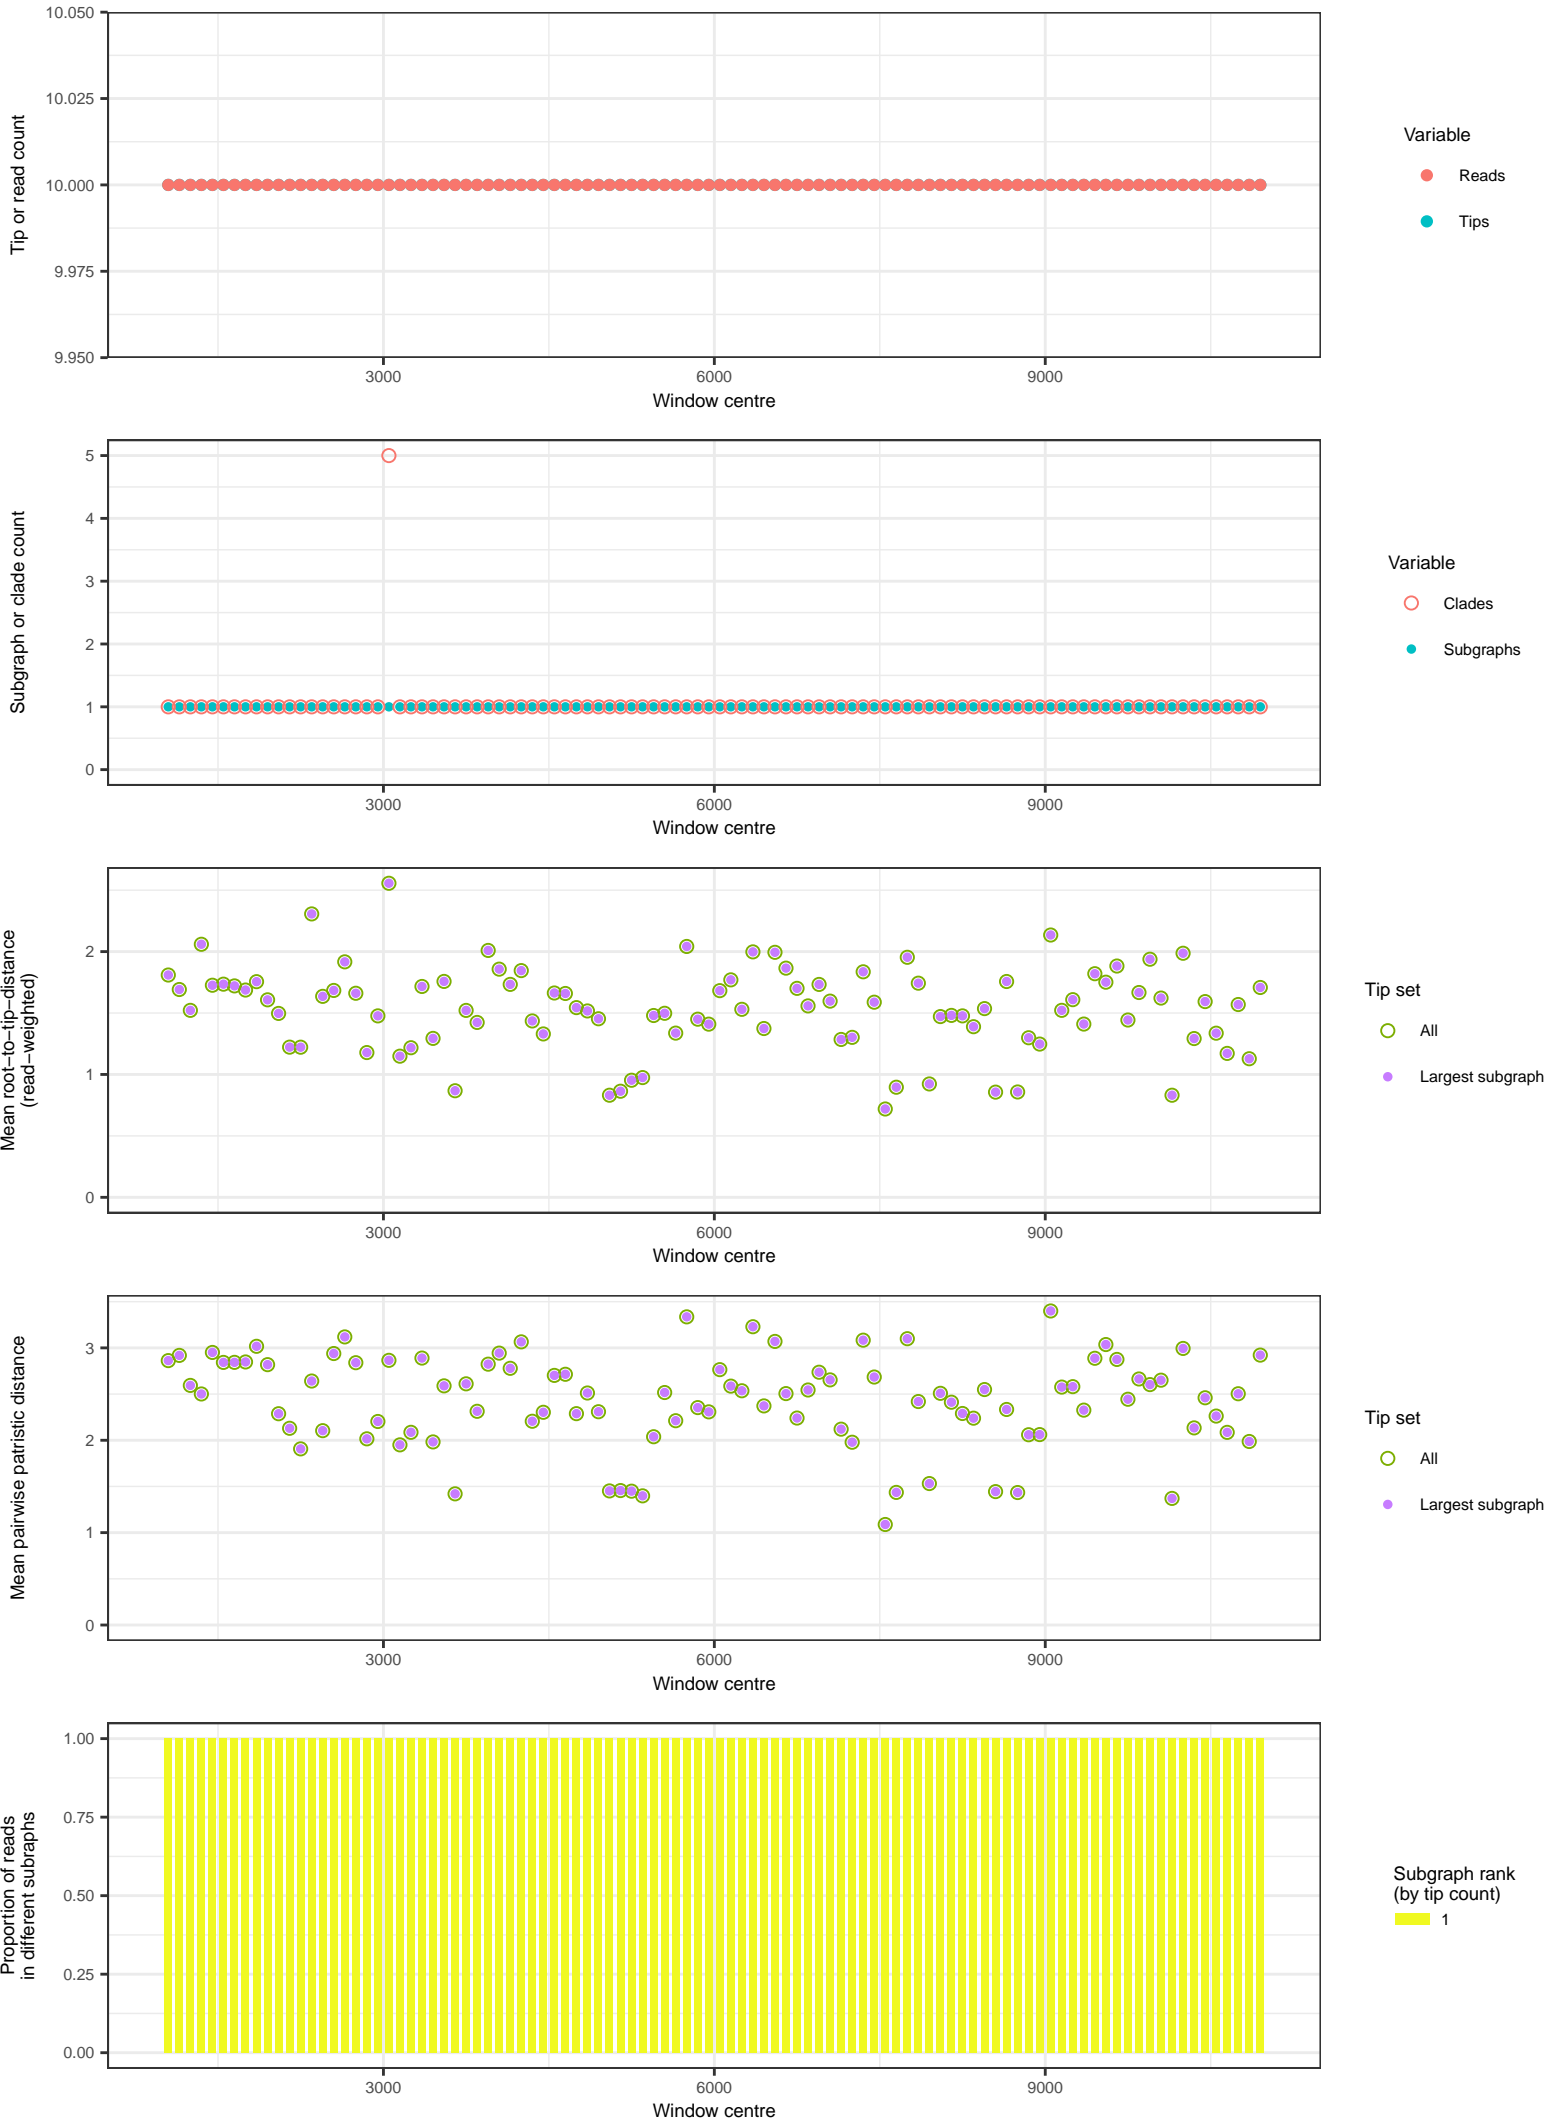 10.050
10.025
10.000
9.975
9.950
Tip or read count
3000
6000
9000
Window centre
Variable
Reads
Tips
5
4
3
2
1
0
Subgraph or clade count
3000
6000
9000
Window centre
Variable
Clades
Subgraphs
2
1
0
Mean root−to−tip−distance
(read−weighted)
3000
6000
9000
Window centre
Tip set
All
Largest subgraph
3
2
1
0
Mean pairwise patristic distance
3000
6000
9000
Window centre
Tip set
All
Largest subgraph
1.00
0.75
0.50
0.25
0.00
Proportion of reads
in different subraphs
3000
6000
9000
Window centre
Subgraph rank
(by tip count)
1